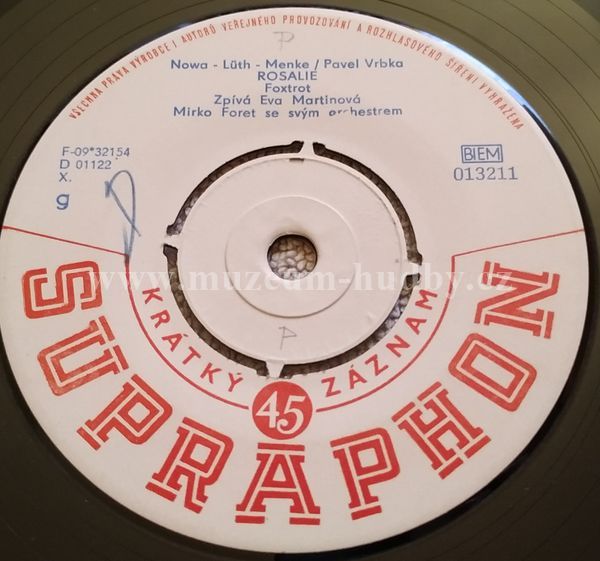 VŠECHNA PRÁVA VÝROBCE I AUTORŮ VEŘEJNÉHO PROVOZOVÁNÍ A ROZHLASOVÉHO ŠÍŘENÍ VYHRAŽENA
P
Nowa - Lüth - Menke / Pavel Vrbka
ROSALIE
Foxtrot
Zpívá Eva Martinová
Mirko Foret se svým orchestrem
F-09*32154
D 01122
X.
g
BIEM
013211
www.muzeum-hudby.cz
P
KRÁTKÝ ZÁZNAM
45
SUPRAPHON